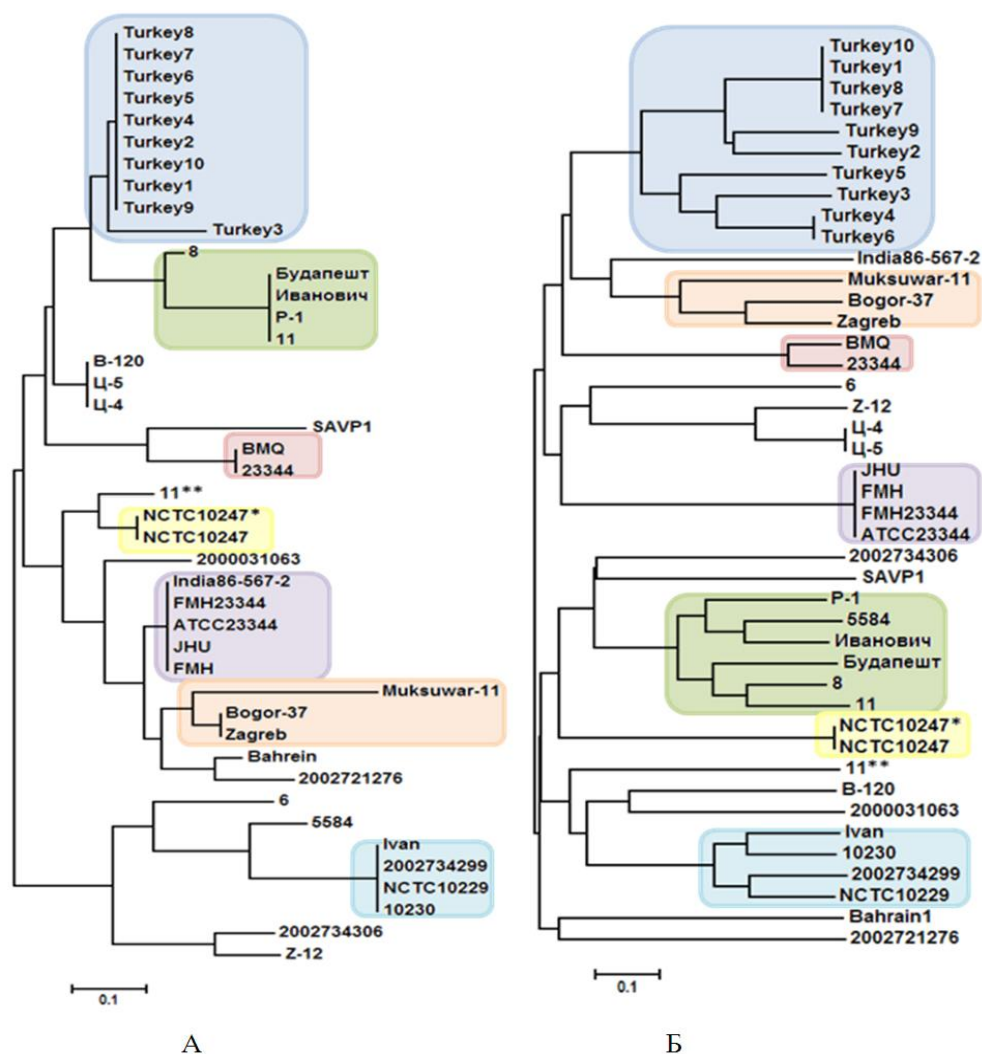 Turkey8
Turkey7
Turkey6
Turkey5
Turkey4
Turkey2
Turkey10
Turkey1
Turkey9
Turkey3
8
Будапешт
Иванович
P-1
11
В-120
Ц-5
Ц-4
SAVP1
BMQ
23344
11**
NCTC10247*
NCTC10247
2000031063
India86-567-2
FMH23344
ATCC23344
JHU
FMH
Muksuwar-11
Bogor-37
Zagreb
Bahrein
2002721276
6
5584
Ivan
2002734299
NCTC10229
10230
2002734306
Z-12
0.1
А
Turkey10
Turkey1
Turkey8
Turkey7
Turkey9
Turkey2
Turkey5
Turkey3
Turkey4
Turkey6
India86-567-2
Muksuwar-11
Bogor-37
Zagreb
BMQ
23344
6
Z-12
Ц-4
Ц-5
JHU
FMH
FMH23344
ATCC23344
2002734306
SAVP1
P-1
5584
Иванович
Будапешт
8
11
NCTC10247*
NCTC10247
11**
В-120
2000031063
Ivan
10230
2002734299
NCTC10229
Bahrain1
2002721276
0.1
Б